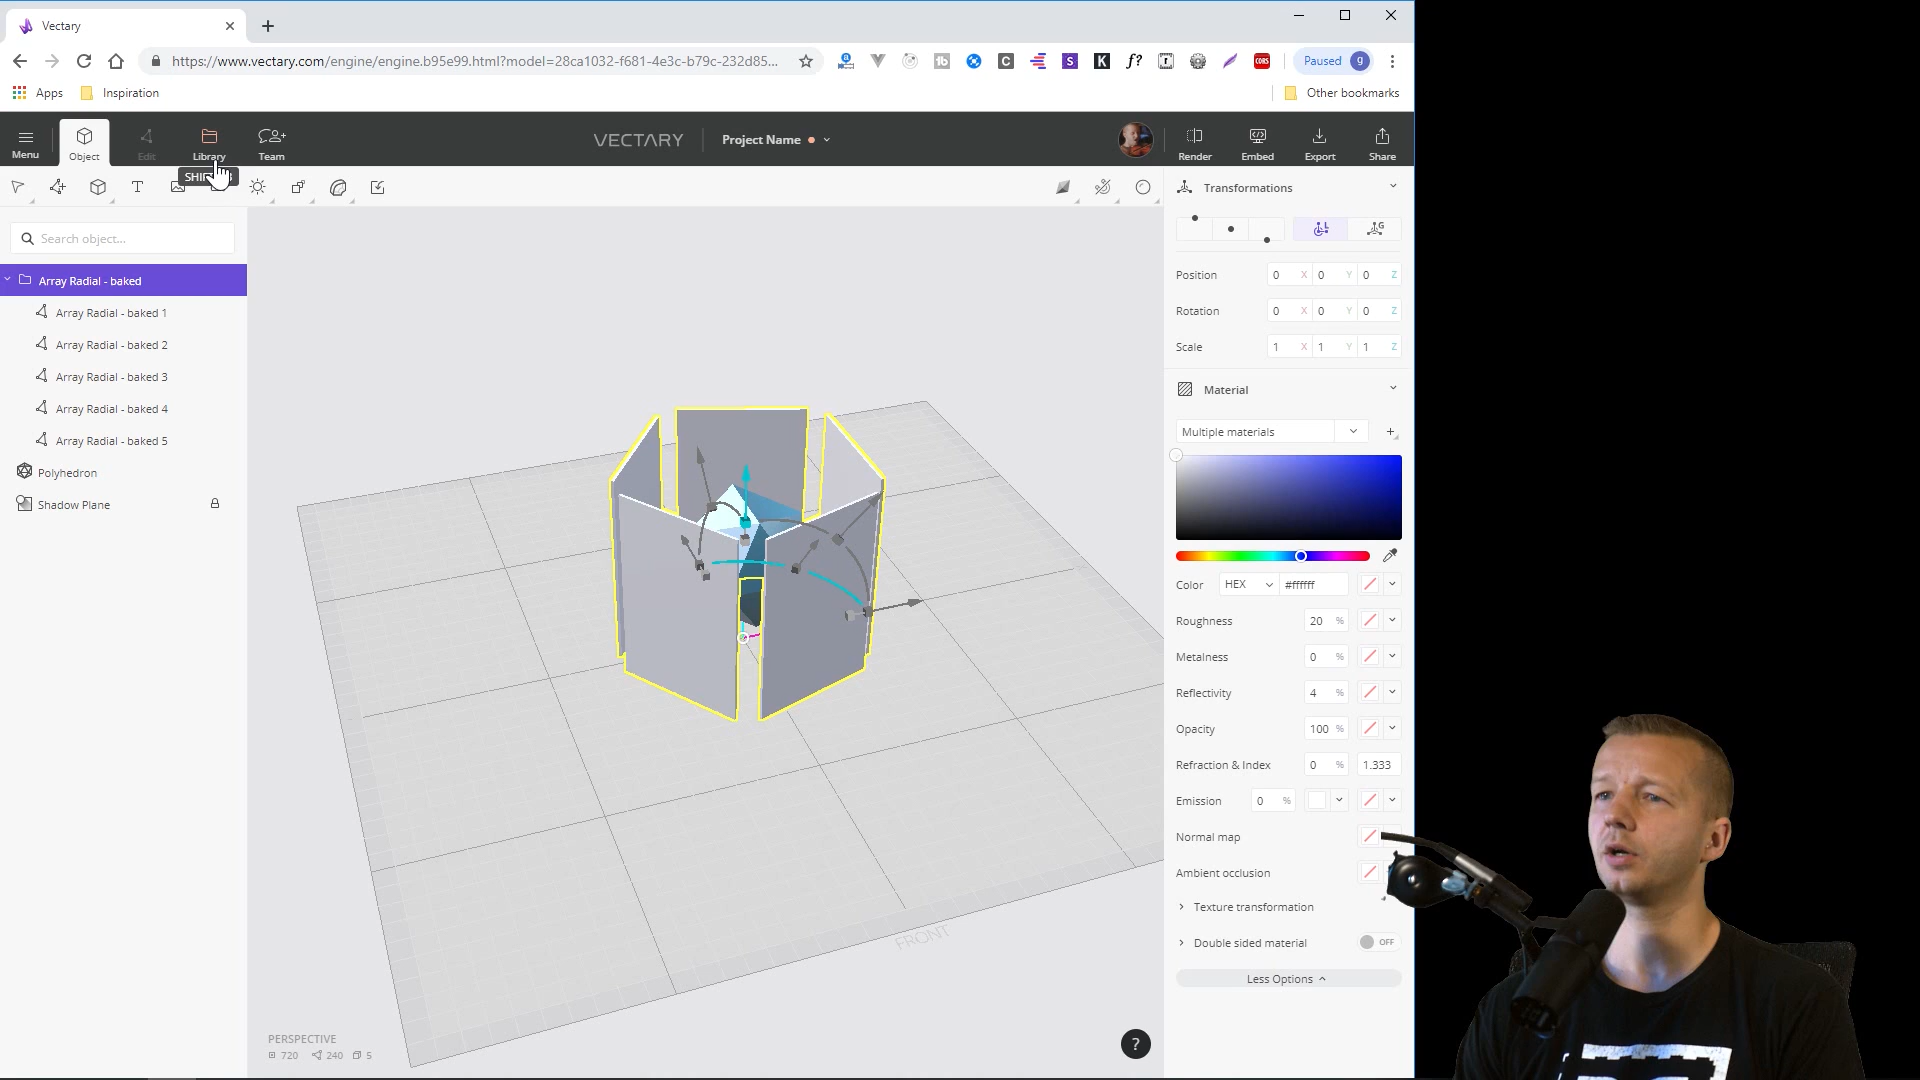 Vectary
https://www.vectary.com/engine/engine.b95e99.html?model=28ca1032-f681-4e3c-b79c-232d85...
Paused g
Apps Inspiration Other bookmarks
Menu Object Edit Library Team VECTARY Project Name Render Embed Export Share
Search object...
Array Radial - baked
Array Radial - baked 1
Array Radial - baked 2
Array Radial - baked 3
Array Radial - baked 4
Array Radial - baked 5
Polyhedron
Shadow Plane
FRONT
PERSPECTIVE
720 240 5
?
Transformations
Position 0 X 0 Y 0 Z
Rotation 0 X 0 Y 0 Z
Scale 1 X 1 Y 1 Z
Material
Multiple materials
Color HEX #ffffff
Roughness 20 %
Metalness 0 %
Reflectivity 4 %
Opacity 100 %
Refraction & Index 0 % 1.333
Emission 0 %
Normal map
Ambient occlusion
Texture transformation
Double sided material OFF
Less Options